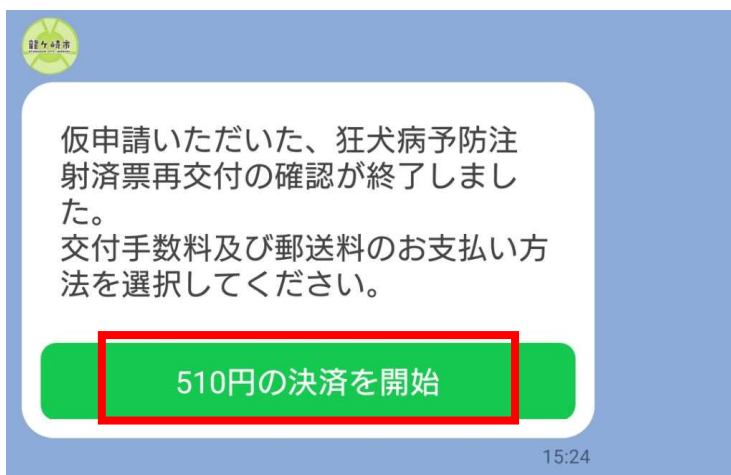 龍ケ崎市
仮申請いただいた、狂犬病予防注
射済票再交付の確認が終了しまし
た。
交付手数料及び郵送料のお支払い方
法を選択してください。
510円の決済を開始
15:24